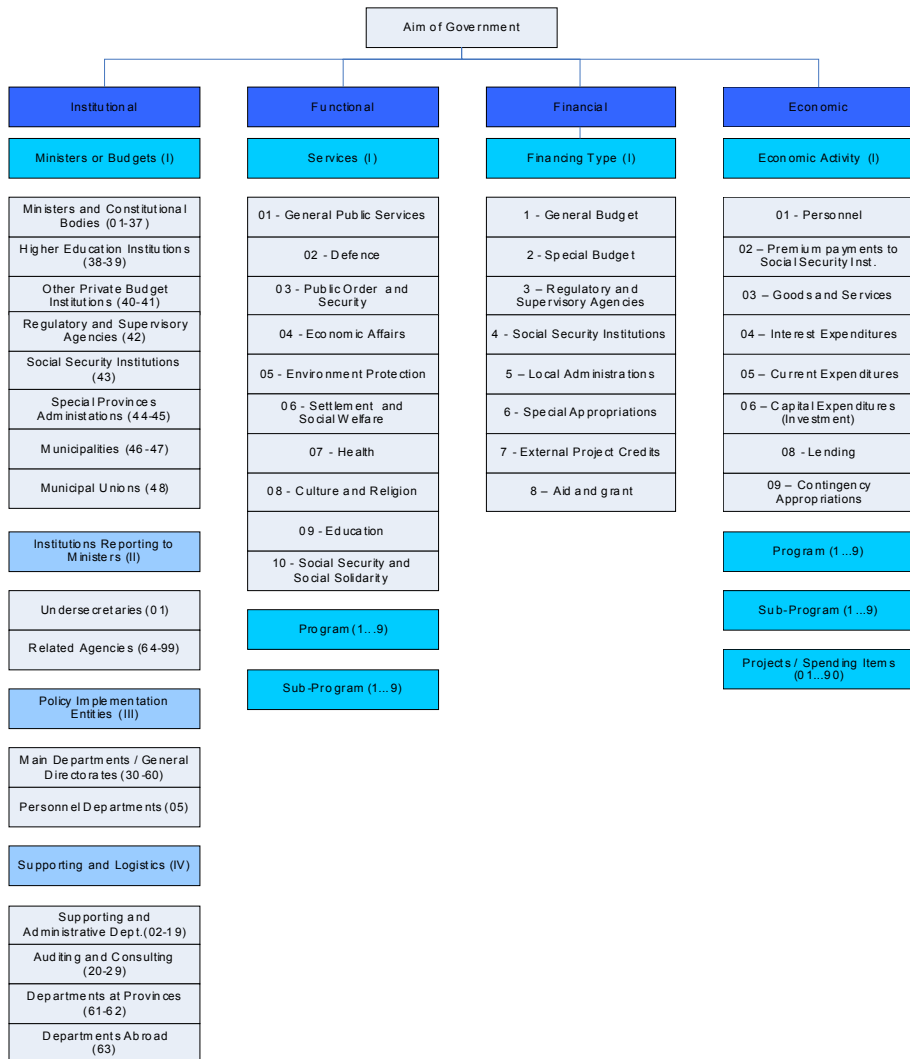 Aim of Government
Institutional
Ministers or Budgets (I)
Ministers and Constitutional
Bodies (01-37)
Higher Education Institutions
(38-39)
Other Private Budget
Institutions (40-41)
Regulatory and Supervisory
Agencies (42)
Social Security Institutions
(43)
Special Provinces
Administations (44-45)
Municipalities (46-47)
Municipal Unions (48)
Institutions Reporting to
Ministers (II)
Undersecretaries (01)
Related Agencies (64-99)
Policy Implementation
Entities (III)
Main Departments / General
Directorates (30-60)
Personnel Departments (05)
Supporting and Logistics (IV)
Supporting and
Administrative Dept.(02-19)
Auditing and Consulting
(20-29)
Departments at Provinces
(61-62)
Departments Abroad
(63)
Functional
Services (I)
01 - General Public Services
02 - Defence
03 - Public Order and
Security
04 - Economic Affairs
05 - Environment Protection
06 - Settlement and
Social Welfare
07 - Health
08 - Culture and Religion
09 - Education
10 - Social Security and
Social Solidarity
Program (1...9)
Sub-Program (1...9)
Financial
Financing Type (I)
1 - General Budget
2 - Special Budget
3 – Regulatory and
Supervisory Agencies
4 - Social Security Institutions
5 – Local Administrations
6 - Special Appropriations
7 - External Project Credits
8 – Aid and grant
Economic
Economic Activity (I)
01 - Personnel
02 – Premium payments to
Social Security Inst.
03 – Goods and Services
04 – Interest Expenditures
05 – Current Expenditures
06 – Capital Expenditures
(Investment)
08 - Lending
09 – Contingency
Appropriations
Program (1...9)
Sub-Program (1...9)
Projects / Spending Items
(01...90)